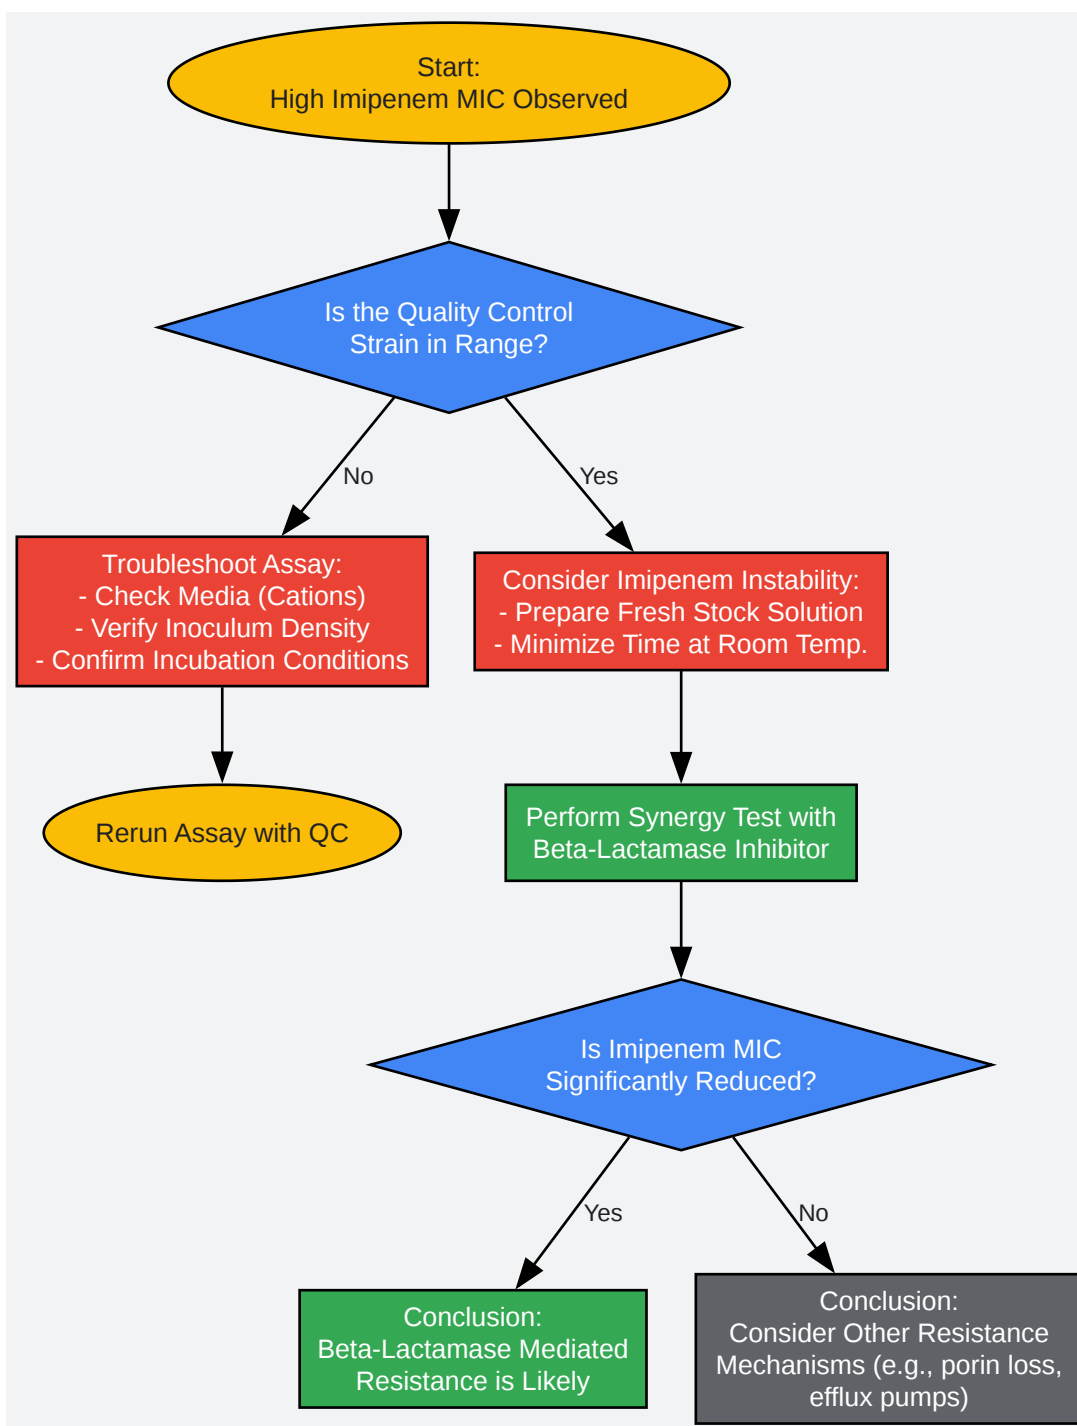 Start:
High Imipenem MIC Observed
Is the Quality Control
Strain in Range?
No
Yes
Troubleshoot Assay:
- Check Media (Cations)
- Verify Inoculum Density
- Confirm Incubation Conditions
Consider Imipenem Instability:
- Prepare Fresh Stock Solution
- Minimize Time at Room Temp.
Rerun Assay with QC
Perform Synergy Test with
Beta-Lactamase Inhibitor
Is Imipenem MIC
Significantly Reduced?
Yes
No
Conclusion:
Beta-Lactamase Mediated
Resistance is Likely
Conclusion:
Consider Other Resistance
Mechanisms (e.g., porin loss,
efflux pumps)